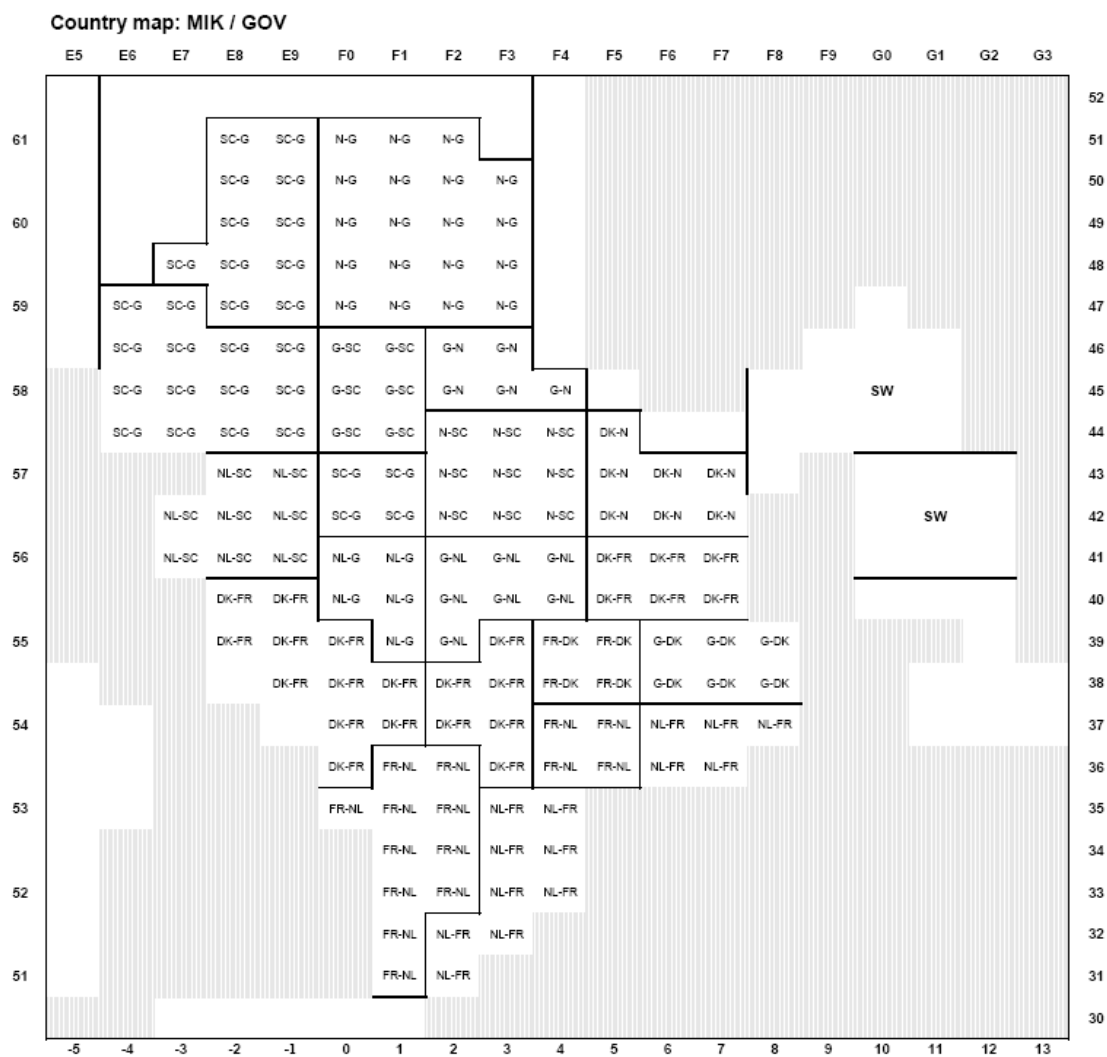 Country map: MIK / GOV
E5 E6 E7 E8 E9 F0 F1 F2 F3 F4 F5 F6 F7 F8 F9 G0 G1 G2 G3
52
61 SC-G SC-G N-G N-G N-G 51
SC-G SC-G N-G N-G N-G N-G 50
60 SC-G SC-G N-G N-G N-G N-G 49
SC-G SC-G SC-G N-G N-G N-G N-G 48
59 SC-G SC-G SC-G SC-G N-G N-G N-G N-G 47
SC-G SC-G SC-G SC-G G-SC G-SC G-N G-N 46
58 SC-G SC-G SC-G SC-G G-SC G-SC G-N G-N G-N SW 45
SC-G SC-G SC-G SC-G G-SC G-SC N-SC N-SC N-SC DK-N 44
57 NL-SC NL-SC SC-G SC-G N-SC N-SC N-SC DK-N DK-N DK-N 43
NL-SC NL-SC NL-SC SC-G SC-G N-SC N-SC N-SC DK-N DK-N DK-N SW 42
56 NL-SC NL-SC NL-SC NL-G NL-G G-NL G-NL G-NL DK-FR DK-FR DK-FR 41
DK-FR DK-FR NL-G NL-G G-NL G-NL G-NL DK-FR DK-FR DK-FR 40
55 DK-FR DK-FR DK-FR NL-G G-NL DK-FR FR-DK FR-DK G-DK G-DK G-DK 39
DK-FR DK-FR DK-FR DK-FR DK-FR FR-DK FR-DK G-DK G-DK G-DK 38
54 DK-FR DK-FR DK-FR DK-FR FR-NL FR-NL NL-FR NL-FR NL-FR 37
DK-FR FR-NL FR-NL DK-FR FR-NL FR-NL NL-FR NL-FR 36
53 FR-NL FR-NL FR-NL NL-FR NL-FR 35
FR-NL FR-NL NL-FR NL-FR 34
52 FR-NL FR-NL NL-FR NL-FR 33
FR-NL NL-FR NL-FR 32
51 FR-NL NL-FR 31
30
-5 -4 -3 -2 -1 0 1 2 3 4 5 6 7 8 9 10 11 12 13